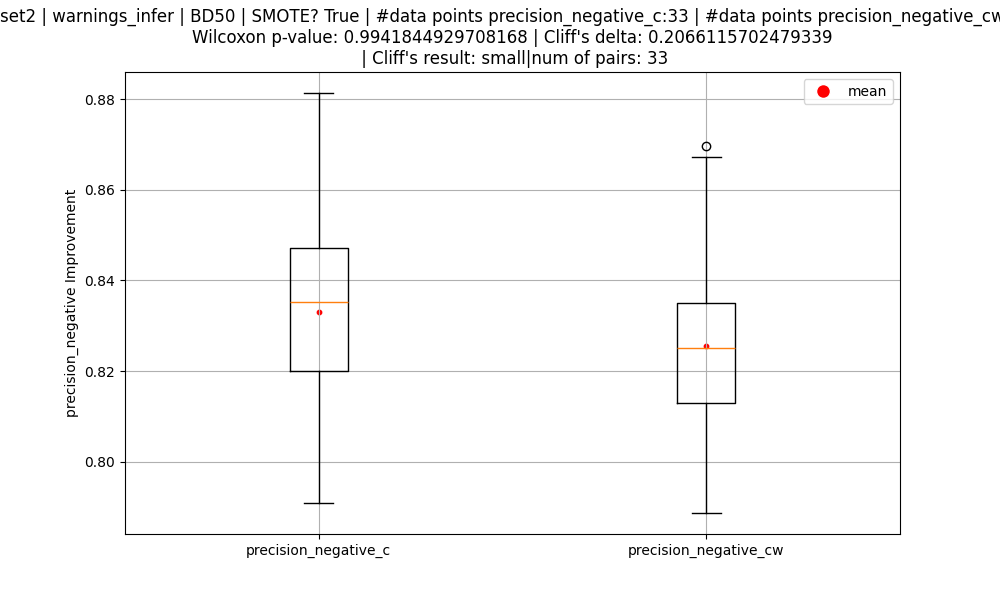 set2 | warnings_infer | BD50 | SMOTE? True | #data points precision_negative_c:33 | #data points precision_negative_cw
Wilcoxon p-value: 0.9941844929708168 | Cliff's delta: 0.2066115702479339
| Cliff's result: small|num of pairs: 33
mean
0.88
0.86
0.84
0.82
0.80
precision_negative Improvement
precision_negative_c
precision_negative_cw